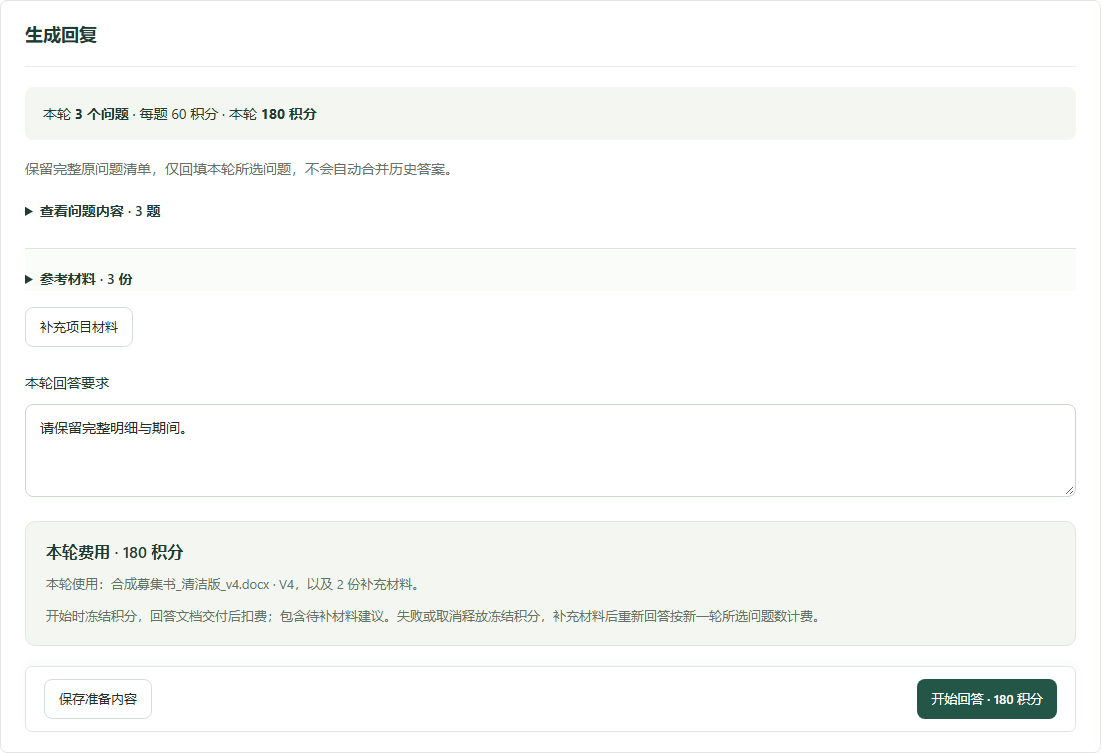 生成回复
本轮 3 个问题 · 每题 60 积分 · 本轮 180 积分
保留完整原问题清单，仅回填本轮所选问题，不会自动合并历史答案。
查看问题内容 · 3 题
参考材料 · 3 份
补充项目材料
本轮回答要求
请保留完整明细与期间。
本轮费用 · 180 积分
本轮使用：合成募集书_清洁版_v4.docx · V4，以及 2 份补充材料。
开始时冻结积分，回答文档交付后扣费；包含待补材料建议。失败或取消释放冻结积分，补充材料后重新回答按新一轮所选问题数计费。
保存准备内容
开始回答 · 180 积分